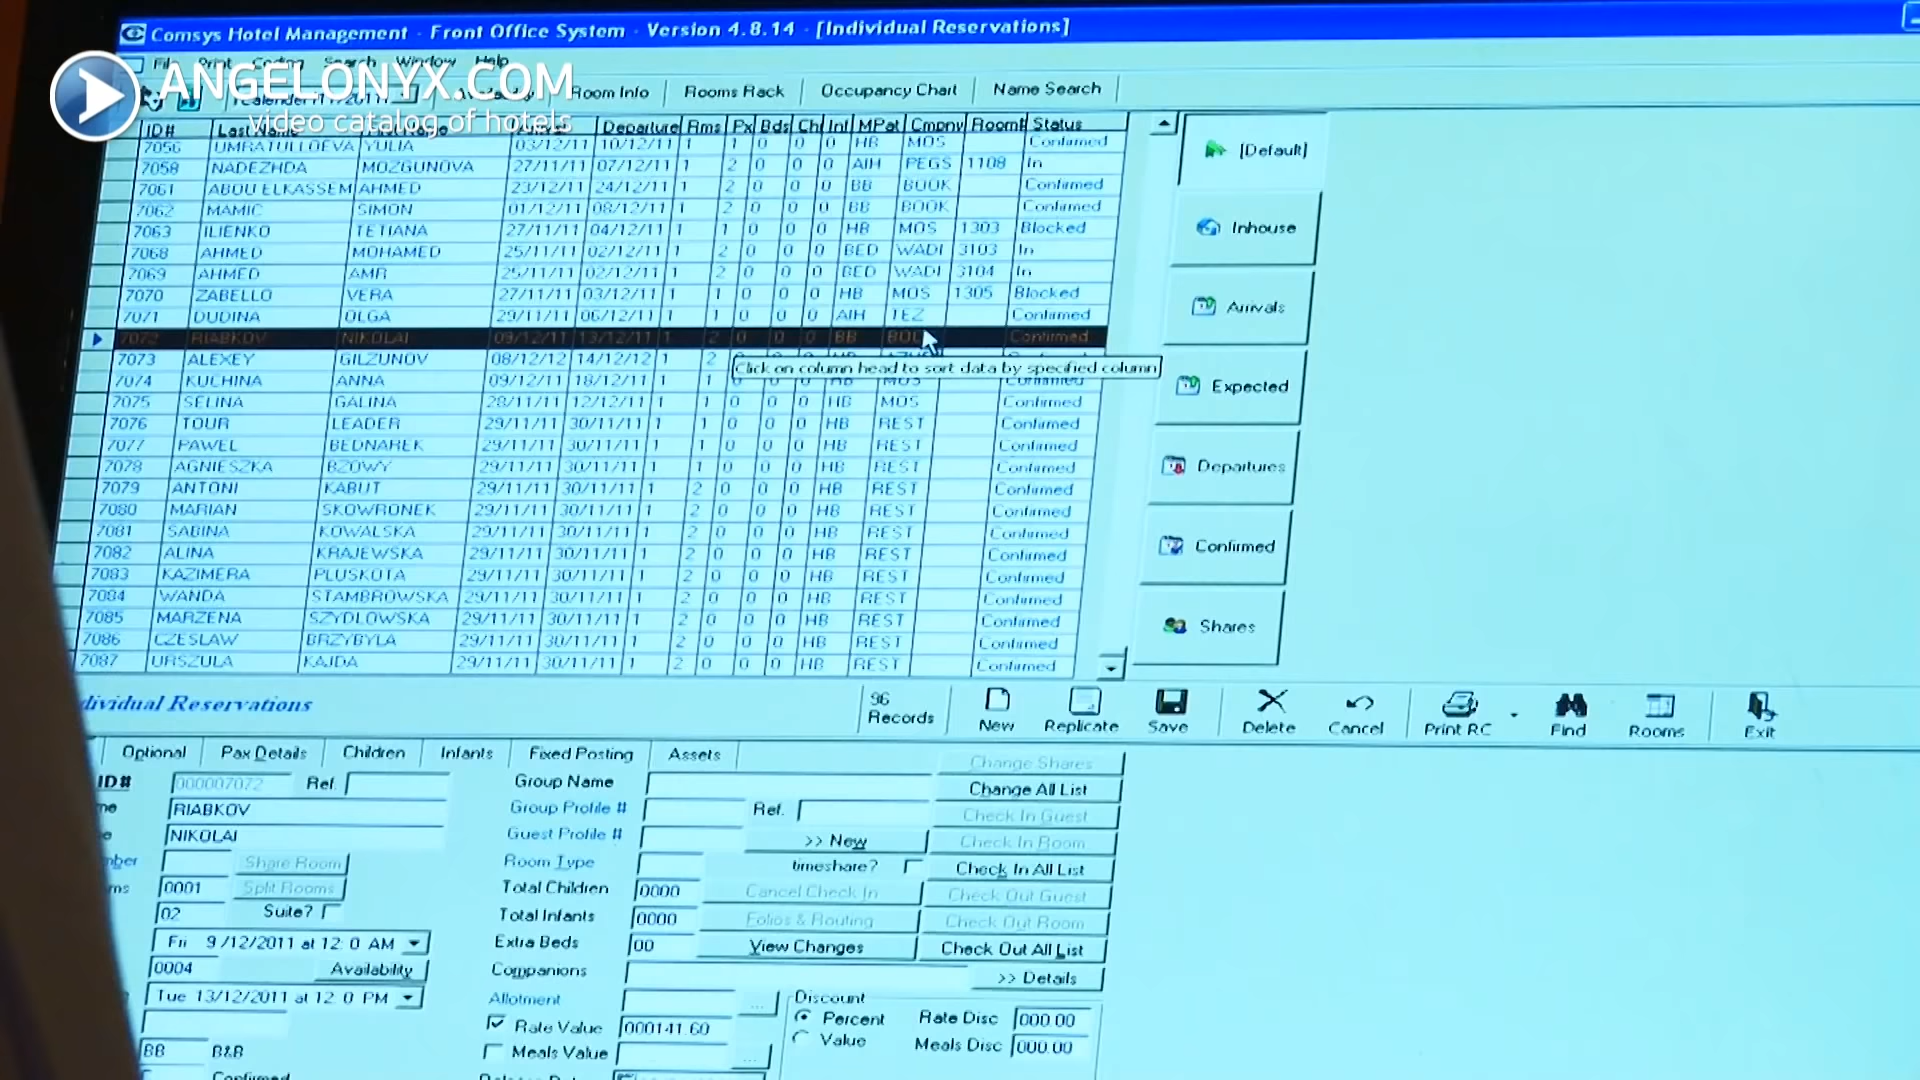 Comsys Hotel Management - Front Office System - Version 4.8.14 - [Individual Reservations]
File Print Coding Search Window Help
ANGELONYX.COM
video catalog of hotels
Room Info Rooms Rack Occupancy Chart Name Search
ID# Last Name Departure Rms Px Bds Ch Inf MPat Cmpny Room# Status
7056 UMRATULLOEVA YULIA 03/12/11 10/12/11 1 1 0 0 0 HB MOS Confirmed
7058 NADEZHDA MOZGUNOVA 27/11/11 07/12/11 1 2 0 0 0 AIH PEGS 1108 In
7061 ABOU ELKASSEM AHMED 23/12/11 24/12/11 1 2 0 0 0 BB BOOK Confirmed
7062 MAMIC SIMON 01/12/11 08/12/11 1 2 0 0 0 BB BOOK Confirmed
7063 ILIENKO TETIANA 27/11/11 04/12/11 1 1 0 0 0 HB MOS 1303 Blocked
7068 AHMED MOHAMED 25/11/11 02/12/11 1 2 0 0 0 BED WADI 3103 In
7069 AHMED AMR 25/11/11 02/12/11 1 2 0 0 0 BED WADI 3104 In
7070 ZABELLO VERA 27/11/11 03/12/11 1 1 0 0 0 HB MOS 1305 Blocked
7071 DUDINA OLGA 29/11/11 06/12/11 1 1 0 0 0 AIH TEZ Confirmed
7072 RIABKOV NIKOLAI 09/12/11 13/12/11 1 2 0 0 0 BB Confirmed
7073 ALEXEY GILZUNOV 08/12/12 14/12/12 1 2
Click on column head to sort data by specified column
7074 KUCHINA ANNA 09/12/11 18/12/11 1 1 0 0 0 HB MOS Confirmed
7075 SELINA GALINA 28/11/11 12/12/11 1 1 0 0 0 HB MOS Confirmed
7076 TOUR LEADER 29/11/11 30/11/11 1 1 0 0 0 HB REST Confirmed
7077 PAWEL BEDNAREK 29/11/11 30/11/11 1 1 0 0 0 HB REST Confirmed
7078 AGNIESZKA BZOWY 29/11/11 30/11/11 1 1 0 0 0 HB REST Confirmed
7079 ANTONI KABUT 29/11/11 30/11/11 1 2 0 0 0 HB REST Confirmed
7080 MARIAN SKOWRONEK 29/11/11 30/11/11 1 2 0 0 0 HB REST Confirmed
7081 SABINA KOWALSKA 29/11/11 30/11/11 1 2 0 0 0 HB REST Confirmed
7082 ALINA KRAJEWSKA 29/11/11 30/11/11 1 2 0 0 0 HB REST Confirmed
7083 KAZIMERA PLUSKOTA 29/11/11 30/11/11 1 2 0 0 0 HB REST Confirmed
7084 WANDA STAMBROWSKA 29/11/11 30/11/11 1 2 0 0 0 HB REST Confirmed
7085 MARZENA SZYDLOWSKA 29/11/11 30/11/11 1 2 0 0 0 HB REST Confirmed
7086 CZESLAW BRZYBYLA 29/11/11 30/11/11 1 2 0 0 0 HB REST Confirmed
7087 URSZULA KAJDA 29/11/11 30/11/11 1 2 0 0 0 HB REST Confirmed
[Default]
Inhouse
Arrivals
Expected
Departures
Confirmed
Shares
dividual Reservations
96 Records
New Replicate Save Delete Cancel Print RC Find Rooms Exit
Optional Pax Details Children Infants Fixed Posting Assets
ID# 000007072 Ref. Group Name Change Shares
RIABKOV Group Profile # Ref. Change All List
NIKOLAI Guest Profile # >> New Check In Guest
Share Room Room Type timeshare? Check In Room
0001 Split Rooms Total Children 0000 Cancel Check In Check In All List
02 Suite? Total Infants 0000 Folios & Routing Check Out Guest
Check Out Room
Fri 9/12/2011 at 12: 0 AM Extra Beds 00 View Changes Check Out All List
0004 Availability Companions >> Details
Tue 13/12/2011 at 12: 0 PM Allotment ... Discount
Rate Value 000141.60 Percent Rate Disc 000.00
BB B&B Meals Value ... Value Meals Disc 000.00
Confirmed